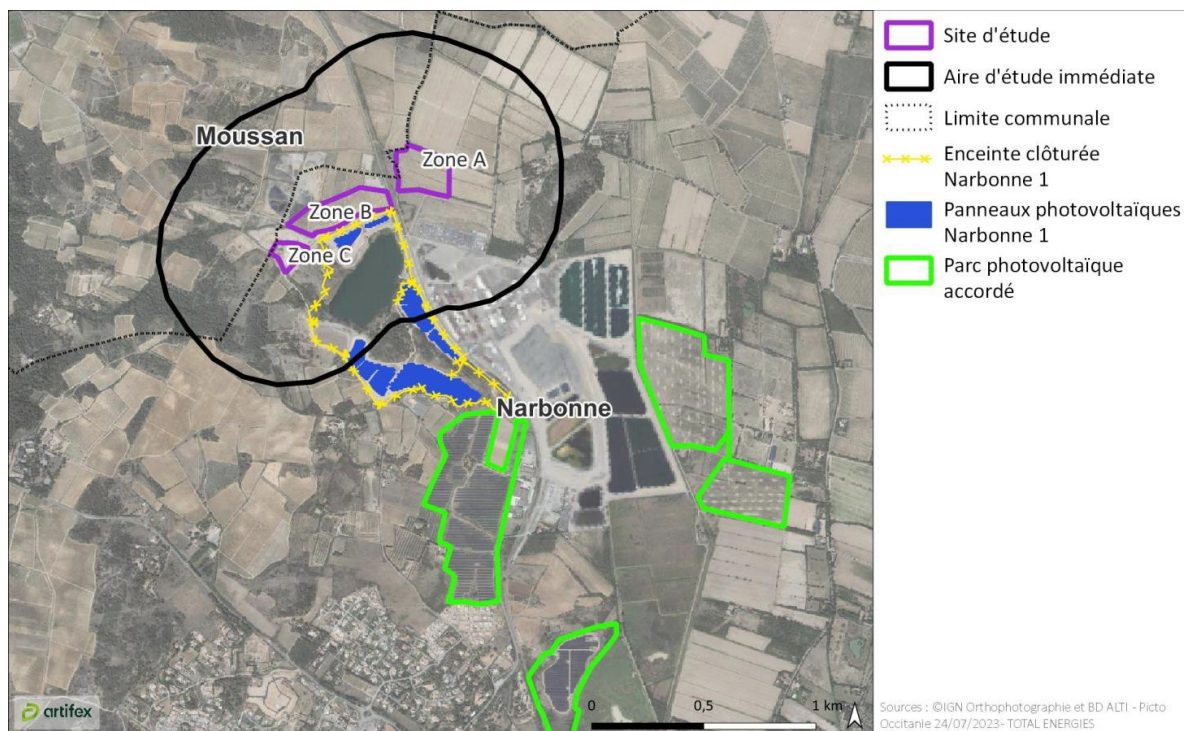 Moussan
Zone A
Zone B
Zone C
Narbonne
artifex
0 0,5 1 km
Site d'étude
Aire d'étude immédiate
Limite communale
Enceinte clôturée
Narbonne 1
Panneaux photovoltaïques
Narbonne 1
Parc photovoltaïque
accordé
Sources : ©IGN Orthophotographie et BD ALTI - Picto
Occitanie 24/07/2023- TOTAL ENERGIES